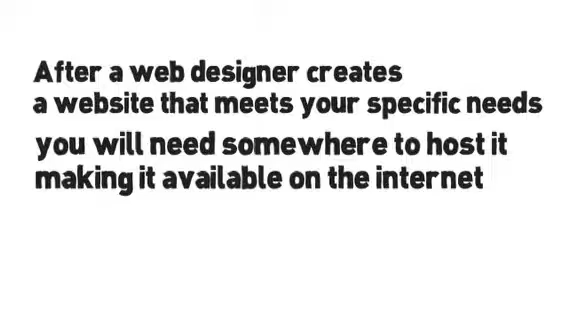 After a web designer creates
a website that meets your specific needs
you will need somewhere to host it
making it available on the internet